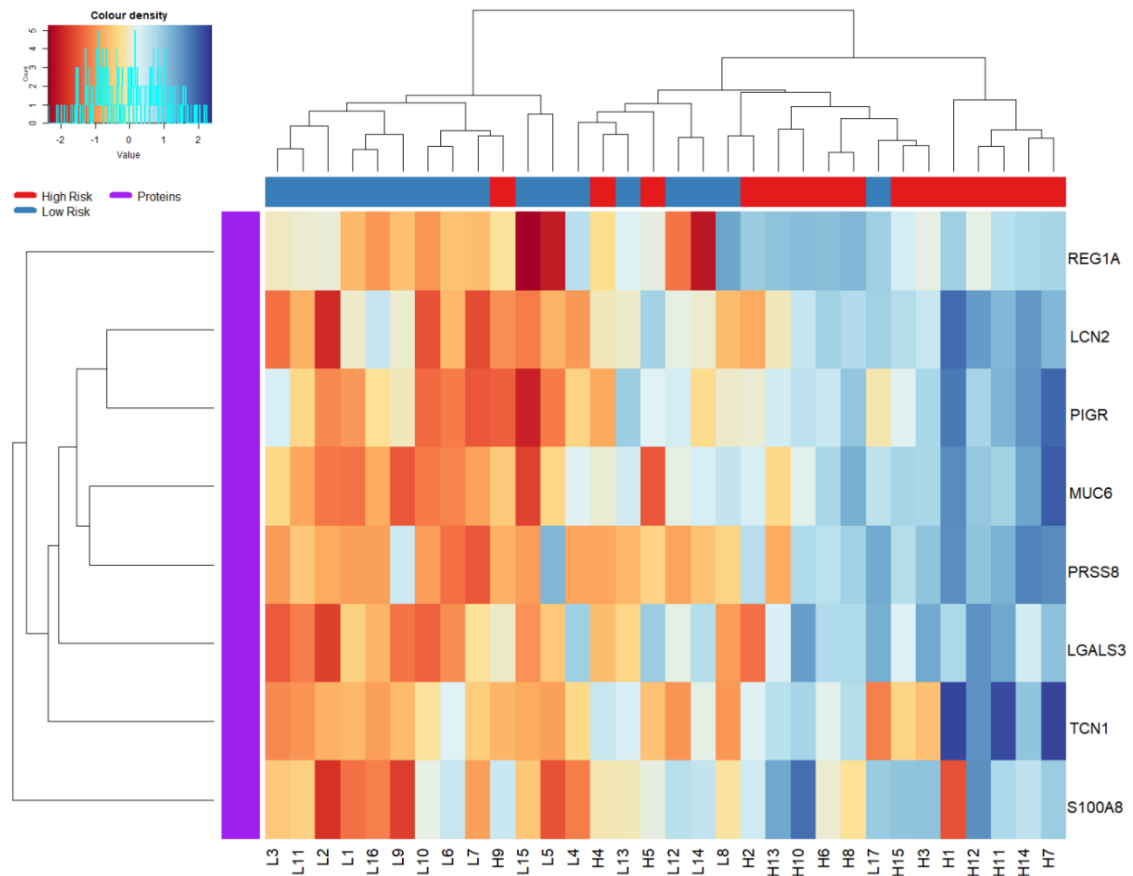 Colour density
5
4
3
2
1
0
Count
-2 -1 0 1 2
Value
High Risk Proteins
Low Risk
REG1A
LCN2
PIGR
MUC6
PRSS8
LGALS3
TCN1
S100A8
L3 L11 L2 L1 L16 L9 L10 L6 L7 H9 L15 L5 L4 H4 L13 H5 L12 L14 L8 H2 H13 H10 H6 H8 L17 H15 H3 H1 H12 H11 H14 H7